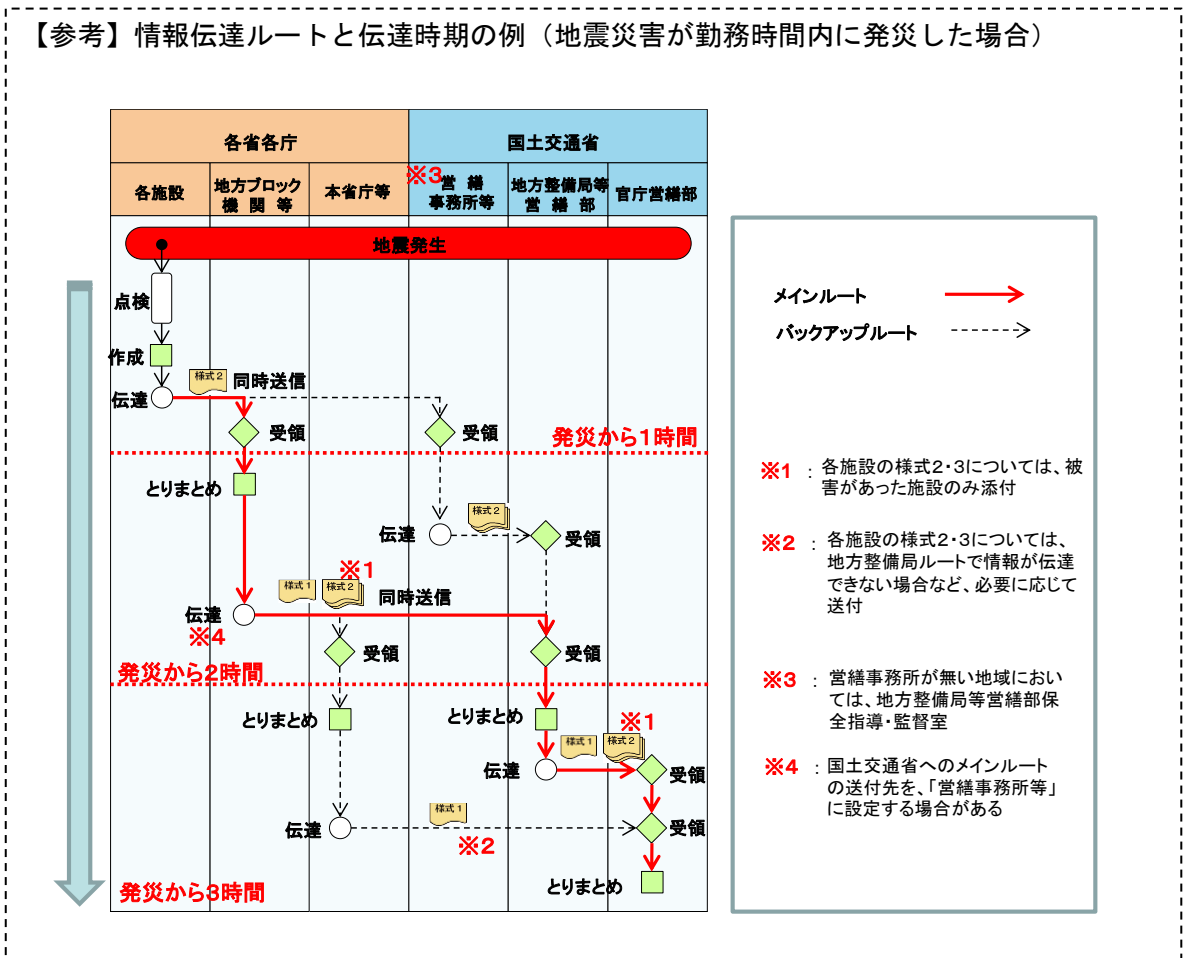 【参考】情報伝達ルートと伝達時期の例（地震災害が勤務時間内に発災した場合）
各省各庁
国土交通省
各施設
地方ブロック
機関等
本省庁等
※3
営繕
事務所等
地方整備局等
営繕部
官庁営繕部
地震発生
点検
作成
様式2
同時送信
伝達
受領
受領
発災から1時間
とりまとめ
様式2
伝達
受領
※1
様式1
様式2
同時送信
伝達
※4
受領
受領
発災から2時間
とりまとめ
とりまとめ
※1
様式1
様式2
伝達
受領
様式1
伝達
受領
※2
とりまとめ
発災から3時間
メインルート
バックアップルート
※1 ：各施設の様式2・3については、被
害があった施設のみ添付
※2 ：各施設の様式2・3については、
地方整備局ルートで情報が伝達
できない場合など、必要に応じて
送付
※3 ：営繕事務所が無い地域におい
ては、地方整備局等営繕部保
全指導・監督室
※4 ：国土交通省へのメインルート
の送付先を、「営繕事務所等」
に設定する場合がある